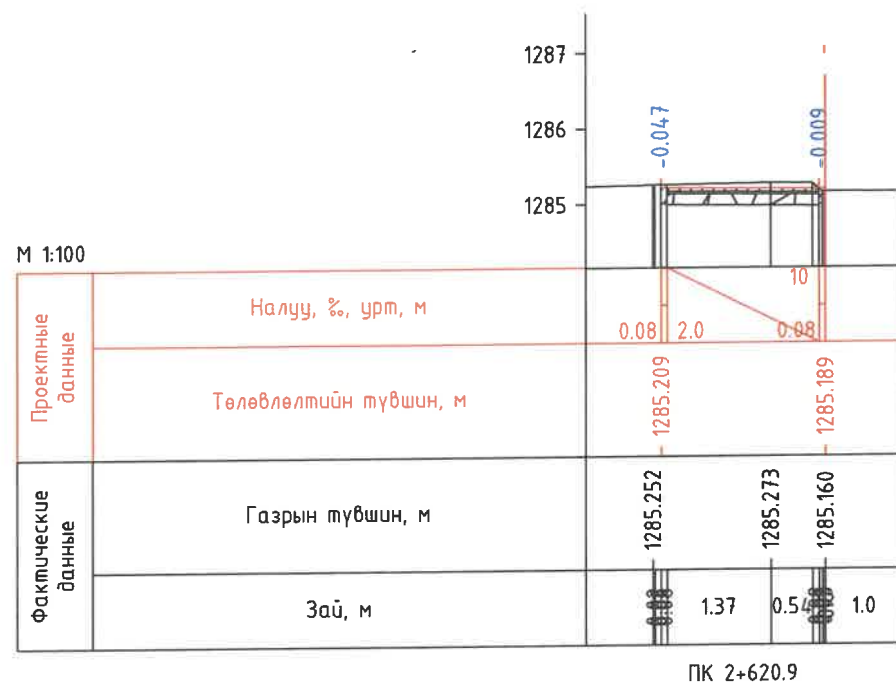 1287
1286
1285
-0.047
-0.009
М 1:100
Проектные данные
Налуу, ‰, урт, м
10
0.08
2.0
0.08
Төлөвлөлтийн түвшин, м
1285.209
1285.189
Фактические данные
Газрын түвшин, м
1285.252
1285.273
1285.160
Зай, м
1.37
0.54
1.0
ПК 2+620.9